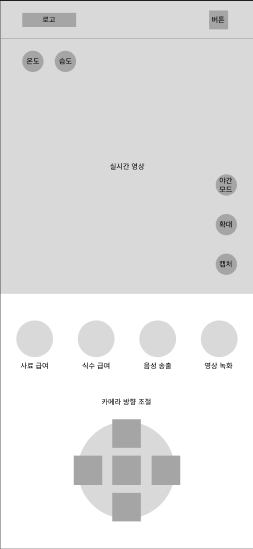 로고
버튼
온도
습도
실시간 영상
야간
모드
확대
캡처
사료 급여
식수 급여
음성 송출
영상 녹화
카메라 방향 조절